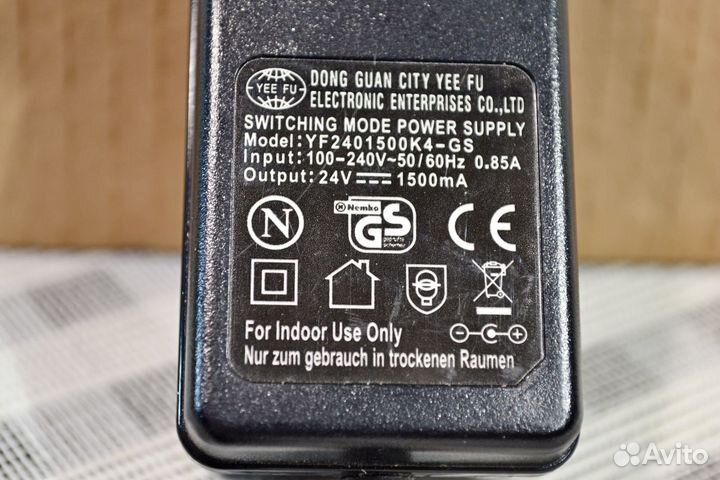 YEE FU
DONG GUAN CITY YEE FU
ELECTRONIC ENTERPRISES CO.,LTD
SWITCHING MODE POWER SUPPLY
Model: YF2401500K4-GS
Input: 100-240V~50/60Hz 0.85A
Output: 24V ⎓ 1500mA
N
N Nemko
GS
geprüfte
Sicherheit
CE
For Indoor Use Only
Nur zum gebrauch in trockenen Raumen
Avito